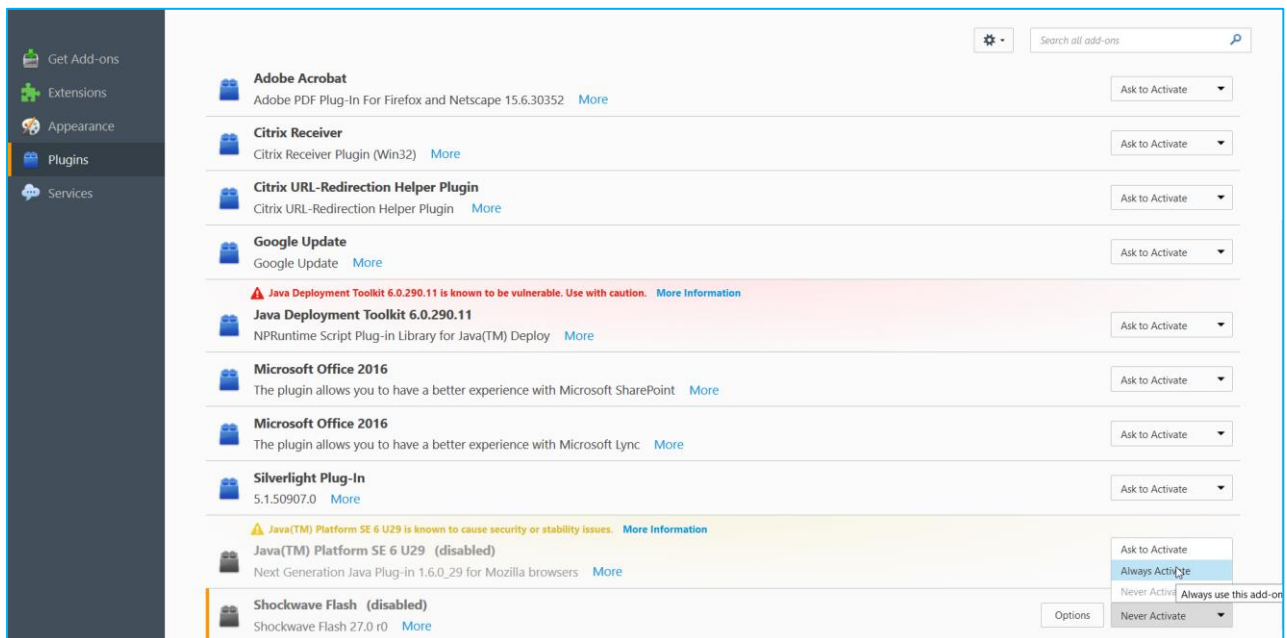 Search all add-ons
Get Add-ons
Extensions
Appearance
Plugins
Services
Adobe Acrobat
Adobe PDF Plug-In For Firefox and Netscape 15.6.30352 More
Ask to Activate
Citrix Receiver
Citrix Receiver Plugin (Win32) More
Ask to Activate
Citrix URL-Redirection Helper Plugin
Citrix URL-Redirection Helper Plugin More
Ask to Activate
Google Update
Google Update More
Ask to Activate
Java Deployment Toolkit 6.0.290.11 is known to be vulnerable. Use with caution. More Information
Java Deployment Toolkit 6.0.290.11
NPRuntime Script Plug-in Library for Java(TM) Deploy More
Ask to Activate
Microsoft Office 2016
The plugin allows you to have a better experience with Microsoft SharePoint More
Ask to Activate
Microsoft Office 2016
The plugin allows you to have a better experience with Microsoft Lync More
Ask to Activate
Silverlight Plug-In
5.1.50907.0 More
Ask to Activate
Java(TM) Platform SE 6 U29 is known to cause security or stability issues. More Information
Java(TM) Platform SE 6 U29 (disabled)
Next Generation Java Plug-in 1.6.0_29 for Mozilla browsers More
Ask to Activate
Always Activate
Never Activa
Always use this add-on
Shockwave Flash (disabled)
Shockwave Flash 27.0 r0 More
Options
Never Activate